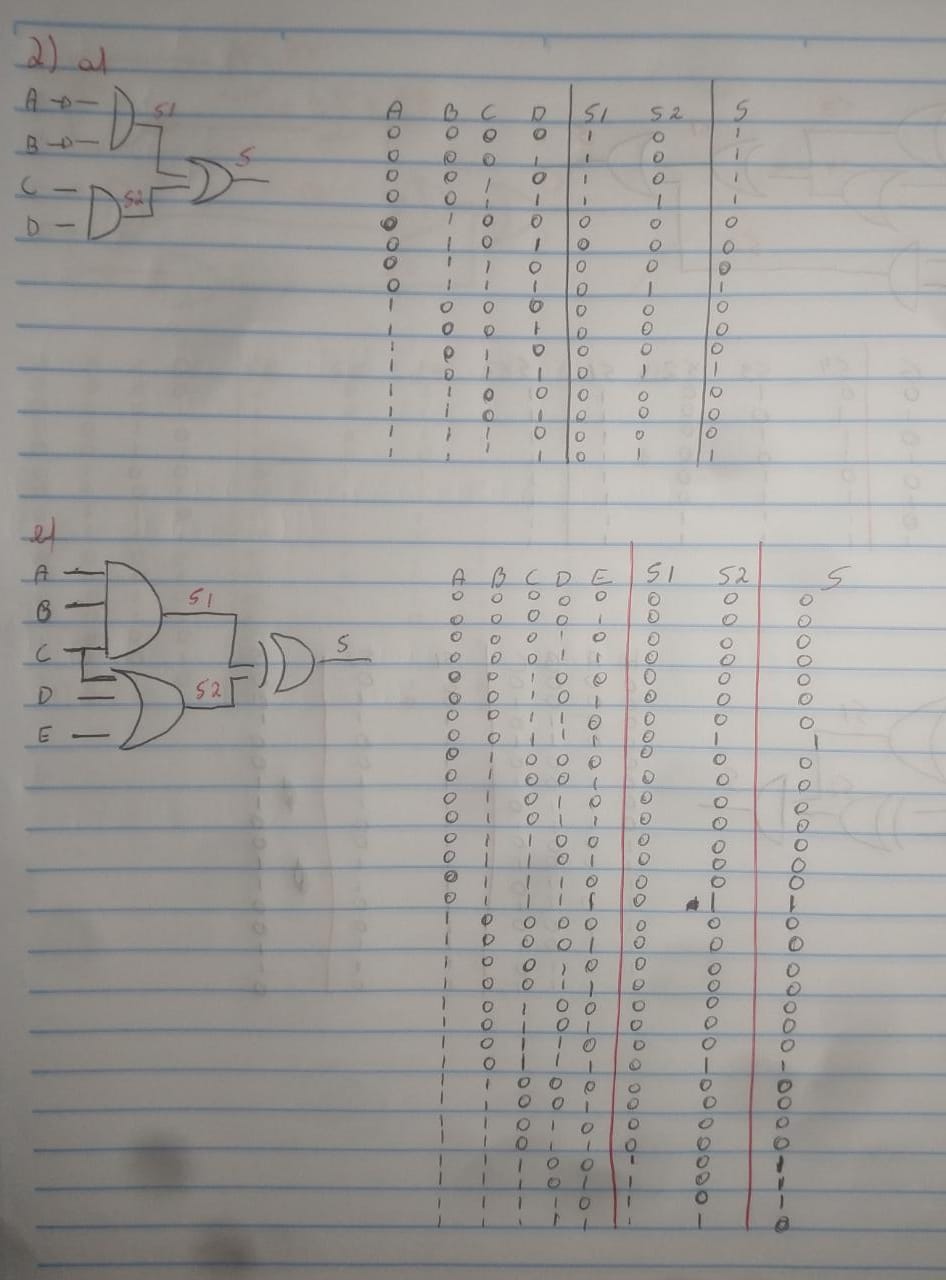 2) a)
A
B
C
D
S1
S2
S
A B C D S1 S2 S
0 0 0 0 1 0 1
0 0 0 1 1 0 1
0 0 1 0 1 0 1
0 0 1 1 1 1 1
0 1 0 0 0 0 0
0 1 0 1 0 0 0
0 1 1 0 0 0 0
0 1 1 1 0 1 1
1 0 0 0 0 0 0
1 0 0 1 0 0 0
1 0 1 0 0 0 0
1 0 1 1 0 1 1
1 1 0 0 0 0 0
1 1 0 1 0 0 0
1 1 1 0 0 0 0
1 1 1 1 0 1 1
e)
A
B
C
D
E
S1
S2
S
A B C D E S1 S2 S
0 0 0 0 0 0 0 0
0 0 0 0 1 0 0 0
0 0 0 1 0 0 0 0
0 0 0 1 1 0 0 0
0 0 1 0 0 0 0 0
0 0 1 0 1 0 0 0
0 0 1 1 0 0 0 0
0 0 1 1 1 0 1 1
0 1 0 0 0 0 0 0
0 1 0 0 1 0 0 0
0 1 0 1 0 0 0 0
0 1 0 1 1 0 0 0
0 1 1 0 0 0 0 0
0 1 1 0 1 0 0 0
0 1 1 1 0 0 0 0
0 1 1 1 1 0 1 1
1 0 0 0 0 0 0 0
1 0 0 0 1 0 0 0
1 0 0 1 0 0 0 0
1 0 0 1 1 0 0 0
1 0 1 0 0 0 0 0
1 0 1 0 1 0 0 0
1 0 1 1 0 0 0 0
1 0 1 1 1 0 1 1
1 1 0 0 0 0 0 0
1 1 0 0 1 0 0 0
1 1 0 1 0 0 0 0
1 1 0 1 1 0 0 0
1 1 1 0 0 1 0 1
1 1 1 0 1 1 0 1
1 1 1 1 0 1 0 1
1 1 1 1 1 1 1 0